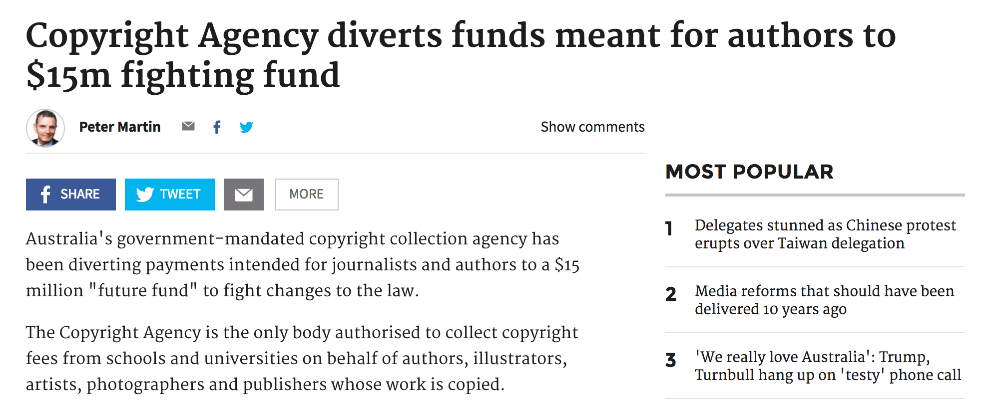 Copyright Agency diverts funds meant for authors to
$15m fighting fund
Peter Martin
Show comments
SHARE
TWEET
MORE
Australia's government-mandated copyright collection agency has
been diverting payments intended for journalists and authors to a $15
million "future fund" to fight changes to the law.
The Copyright Agency is the only body authorised to collect copyright
fees from schools and universities on behalf of authors, illustrators,
artists, photographers and publishers whose work is copied.
MOST POPULAR
1
Delegates stunned as Chinese protest
erupts over Taiwan delegation
2
Media reforms that should have been
delivered 10 years ago
3
'We really love Australia': Trump,
Turnbull hang up on 'testy' phone call